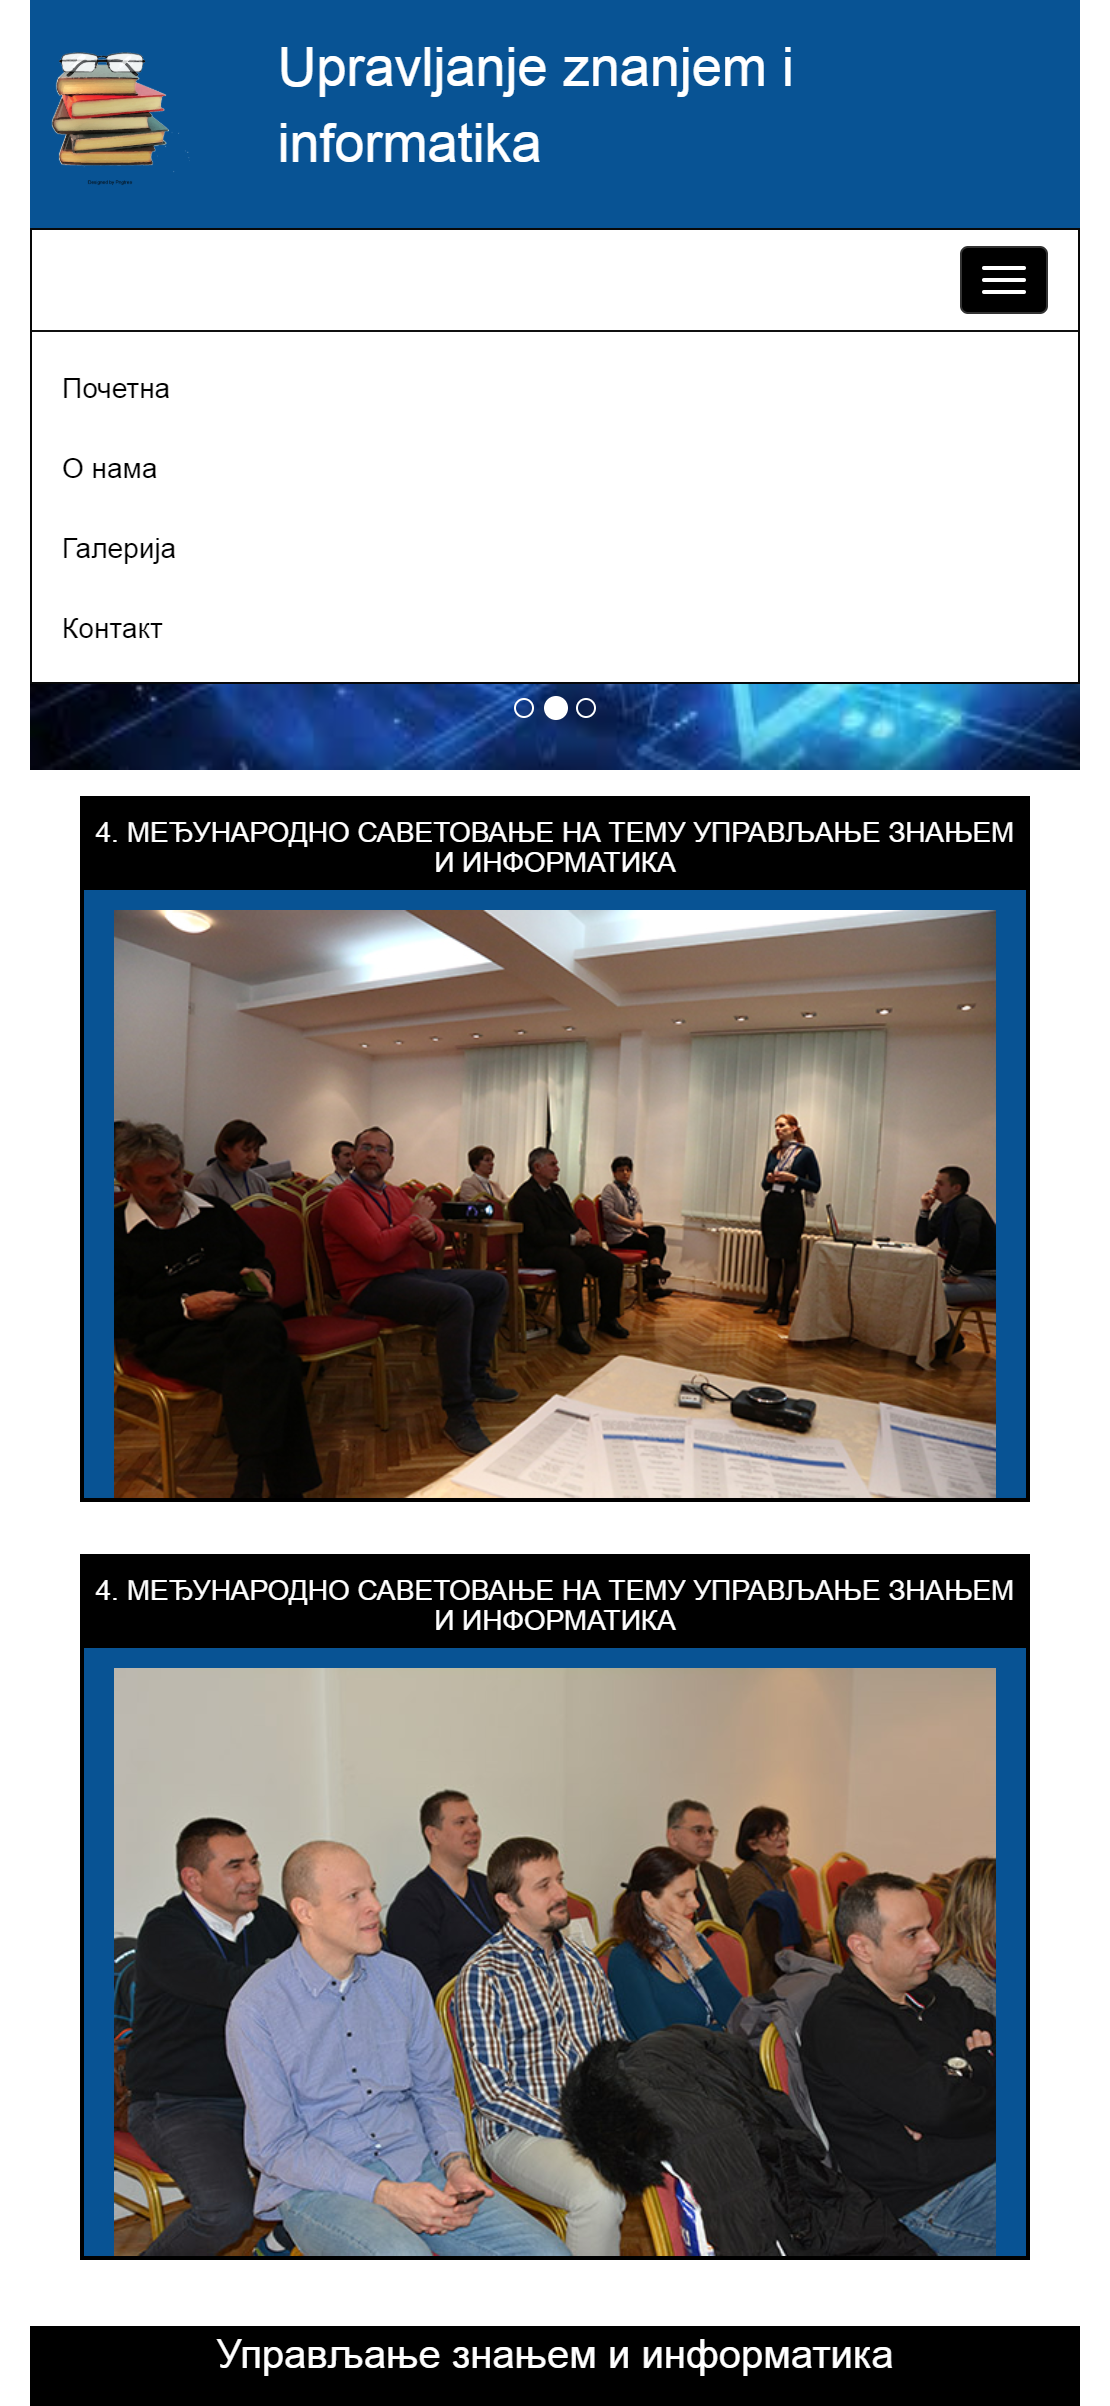 Upravljanje znanjem i
informatika
Почетна
О нама
Галерија
Контакт
4. МЕЂУНАРОДНО САВЕТОВАЊЕ НА ТЕМУ УПРАВЉАЊЕ ЗНАЊЕМ
И ИНФОРМАТИКА
4. МЕЂУНАРОДНО САВЕТОВАЊЕ НА ТЕМУ УПРАВЉАЊЕ ЗНАЊЕМ
И ИНФОРМАТИКА
Управљање знањем и информатика